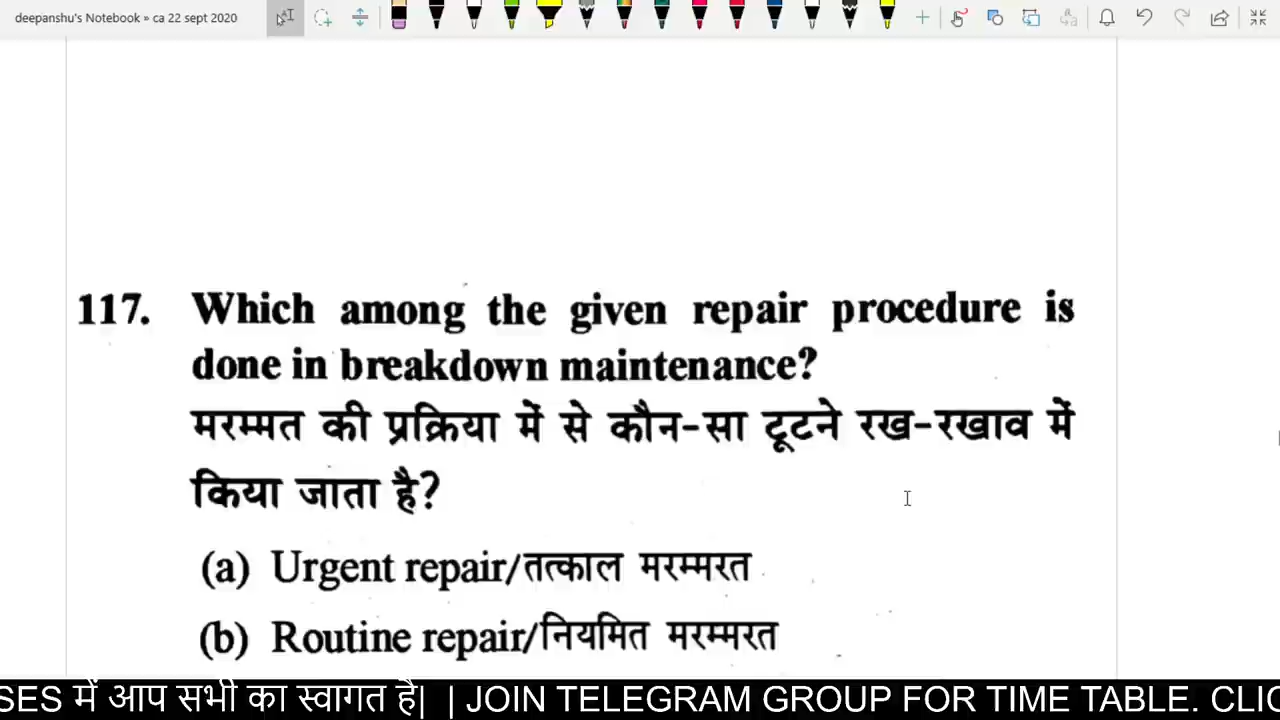 deepanshu's Notebook » ca 22 sept 2020
117. Which among the given repair procedure is
done in breakdown maintenance?
मरम्मत की प्रक्रिया में से कौन-सा टूटने रख-रखाव में
किया जाता है?
(a) Urgent repair/तत्काल मरम्मरत
(b) Routine repair/नियमित मरम्मरत
SES में आप सभी का स्वागत है| | JOIN TELEGRAM GROUP FOR TIME TABLE. CLIC